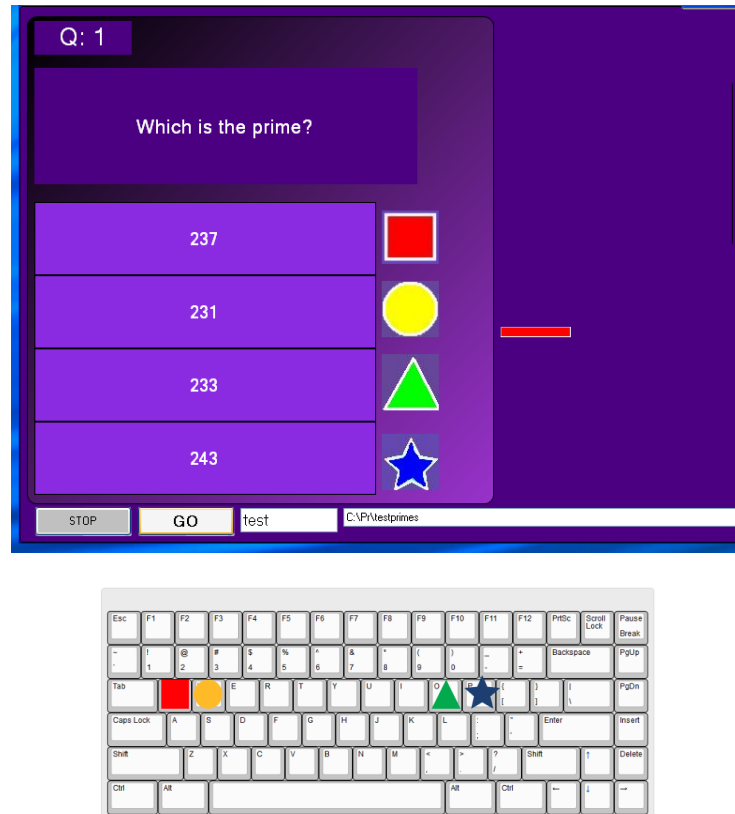 Q: 1
Which is the prime?
237
231
233
243
STOP GO test C:\Pr\testprimes
Esc F1 F2 F3 F4 F5 F6 F7 F8 F9 F10 F11 F12 PrtSc Scroll Lock Pause Break
~ ` ! 1 @ 2 # 3 $ 4 % 5 ^ 6 & 7 * 8 ( 9 ) 0 _ - + = Backspace PgUp
Tab E R T Y U I O P { [ } ] | \ PgDn
Caps Lock A S D F G H J K L : ; " ' Enter Insert
Shift Z X C V B N M < , > . ? / Shift ↑ Delete
Ctrl Alt Alt Ctrl ← ↓ →